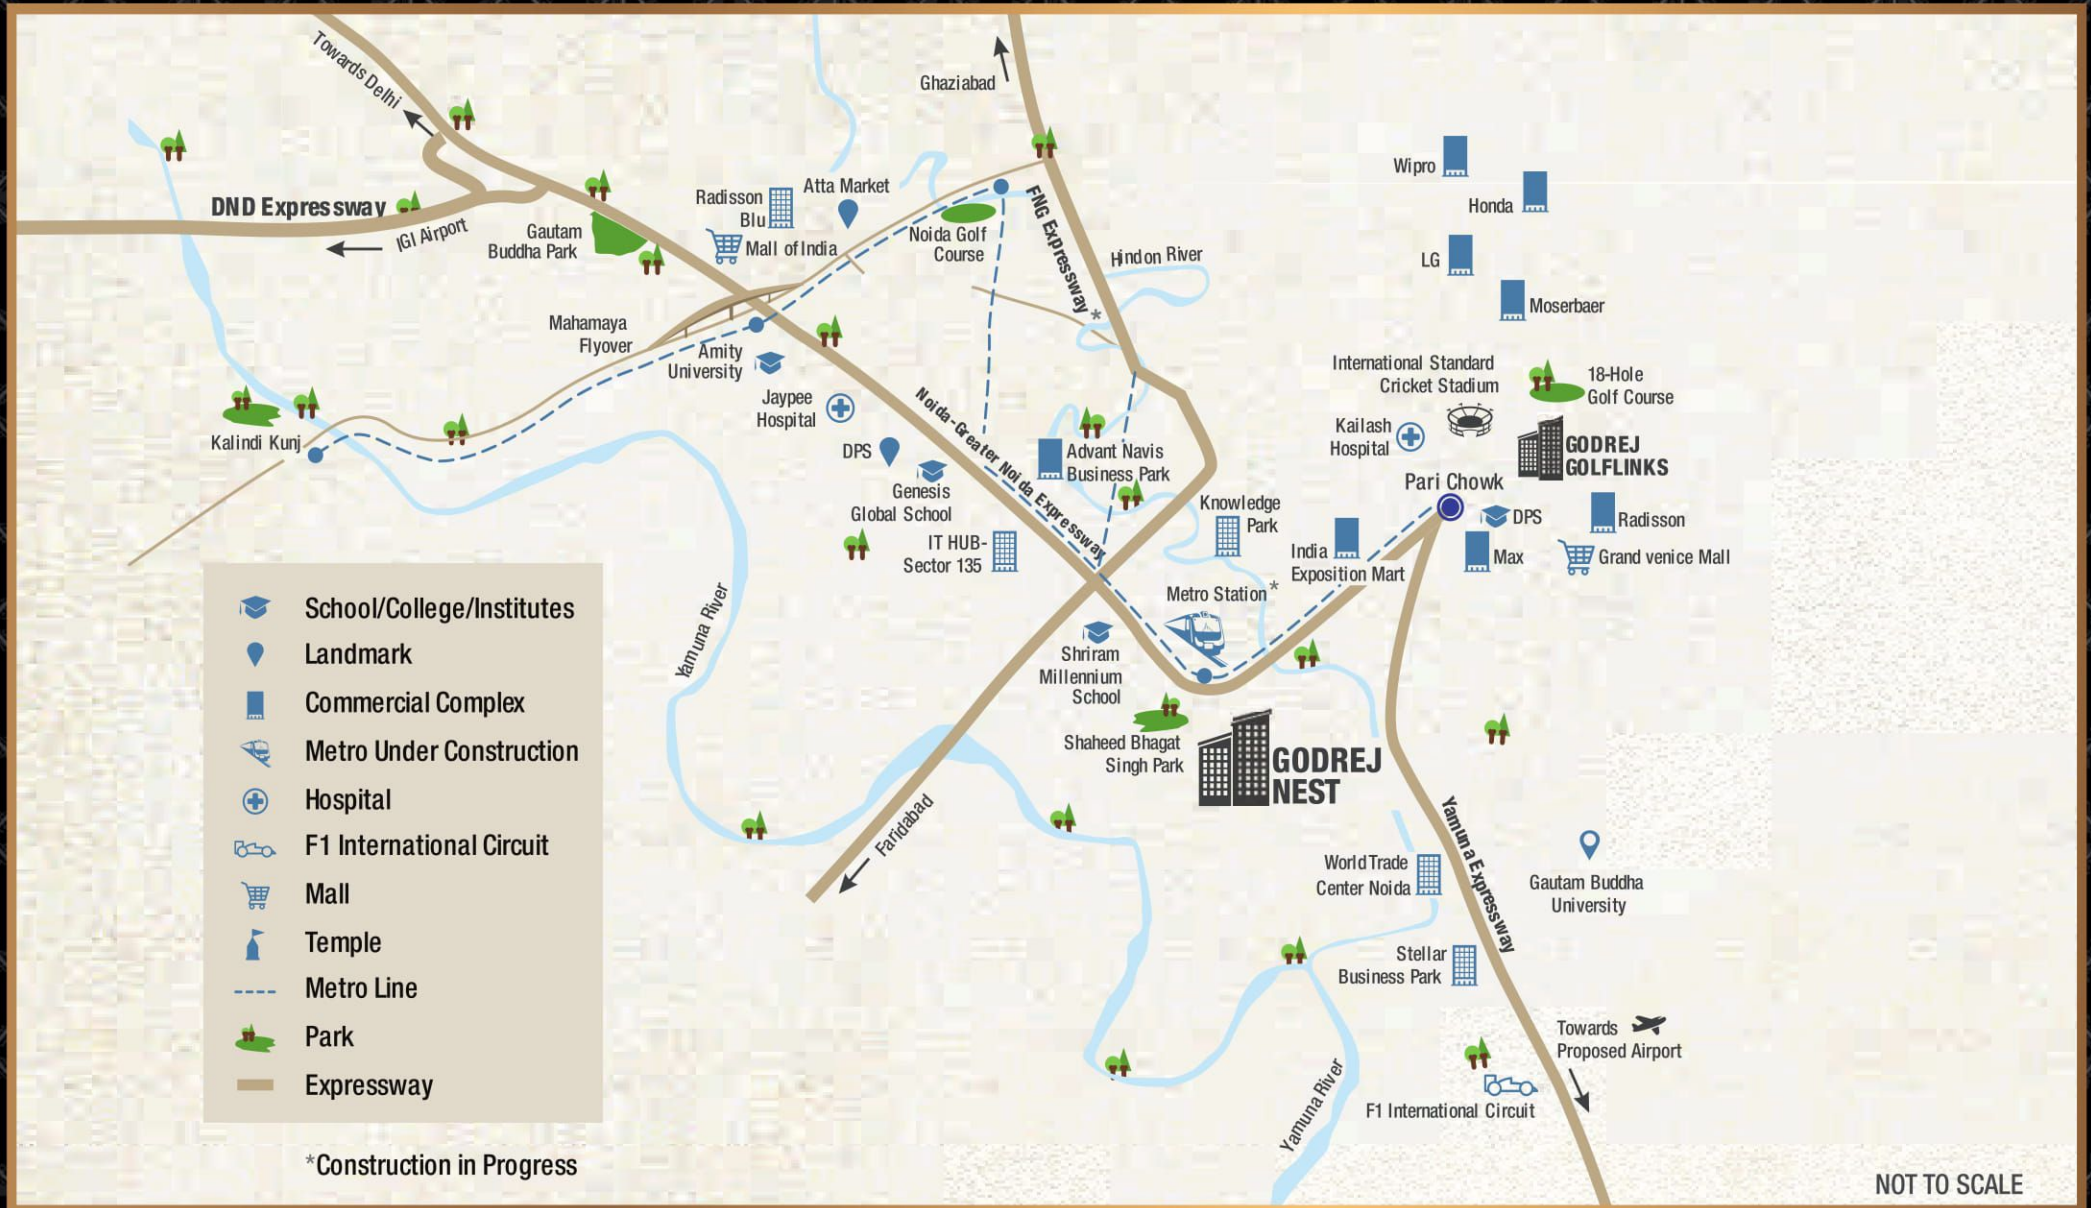 Towards Delhi
Ghaziabad
DND Expressway
IGI Airport
Gautam
Buddha Park
Radisson
Blu
Atta Market
Mall of India
Noida Golf
Course
FNG Expressway *
Hindon River
Wipro
Honda
LG
Moserbaer
Mahamaya
Flyover
Amity
University
Jaypee
Hospital
International Standard
Cricket Stadium
18-Hole
Golf Course
Kailash
Hospital
GODREJ
GOLFLINKS
Kalindi Kunj
DPS
Genesis
Global School
Noida-Greater Noida Expressway
Advant Navis
Business Park
Pari Chowk
Knowledge
Park
DPS
Radisson
IT HUB-
Sector 135
India
Exposition Mart
Max
Grand venice Mall
Metro Station *
Yamuna River
Shriram
Millennium
School
Shaheed Bhagat
Singh Park
GODREJ
NEST
Faridabad
Yamuna Expressway
World Trade
Center Noida
Gautam Buddha
University
Stellar
Business Park
Towards
Proposed Airport
Yamuna River
F1 International Circuit
School/College/Institutes
Landmark
Commercial Complex
Metro Under Construction
Hospital
F1 International Circuit
Mall
Temple
Metro Line
Park
Expressway
*Construction in Progress
NOT TO SCALE